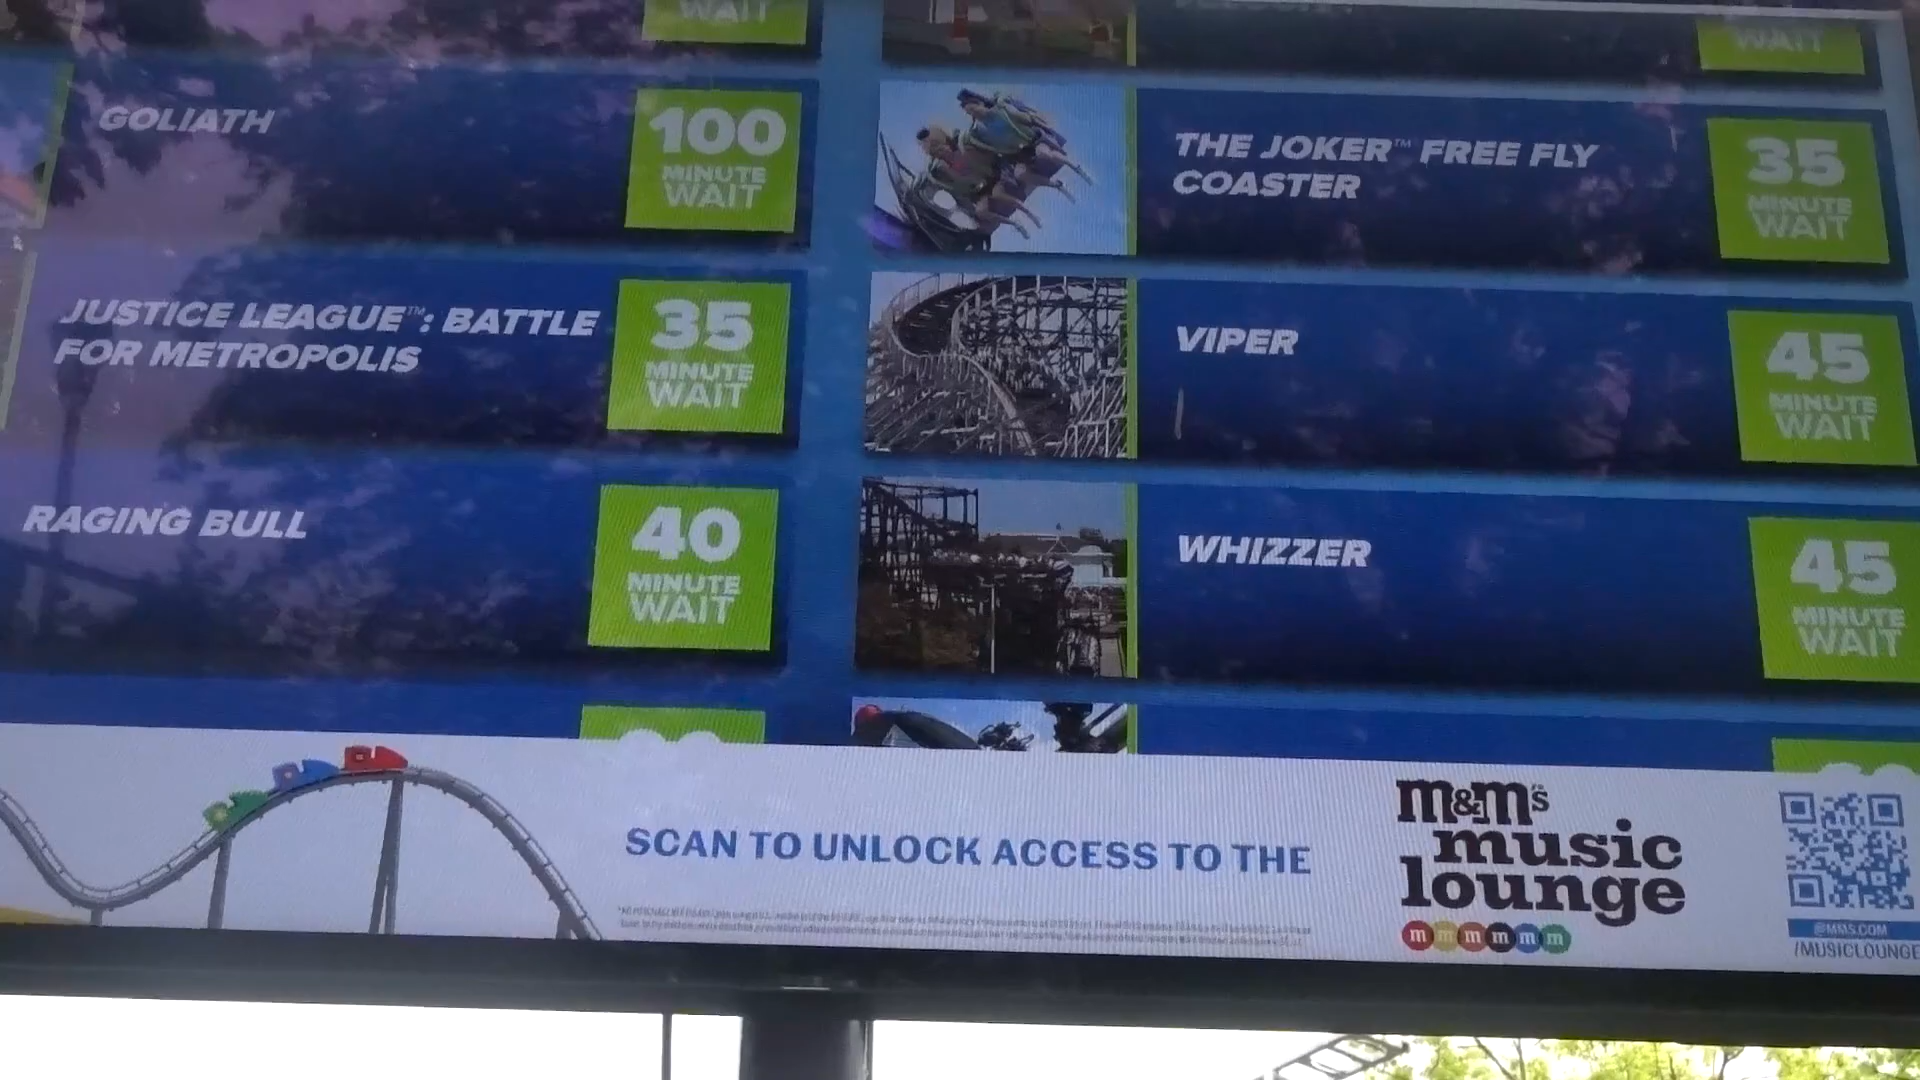 WAIT
WAIT
GOLIATH
100
MINUTE
WAIT
JUSTICE LEAGUE™: BATTLE
FOR METROPOLIS
35
MINUTE
WAIT
RAGING BULL
40
MINUTE
WAIT
THE JOKER™ FREE FLY
COASTER
35
MINUTE
WAIT
VIPER
45
MINUTE
WAIT
WHIZZER
45
MINUTE
WAIT
SCAN TO UNLOCK ACCESS TO THE
m&m's
music
lounge
m m m m m m
@MMS.COM
/MUSICLOUNGE